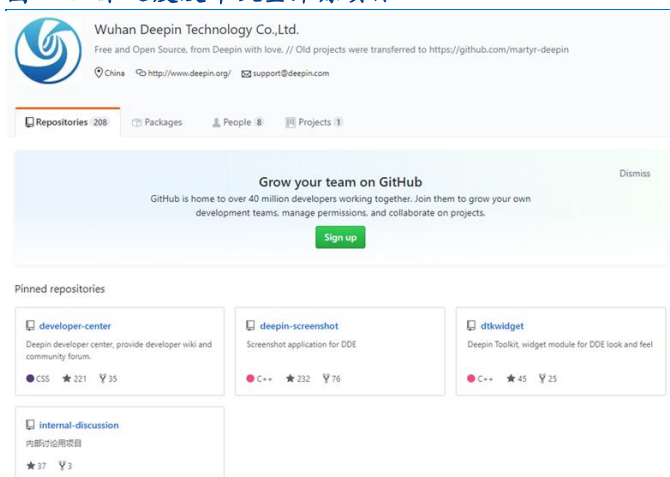 Wuhan Deepin Technology Co.,Ltd.
Free and Open Source, from Deepin with love. // Old projects were transferred to https://github.com/martyr-deepin
China http://www.deepin.org/ support@deepin.com
Repositories 208 Packages People 8 Projects 1
Dismiss
Grow your team on GitHub
GitHub is home to over 40 million developers working together. Join them to grow your own
development teams, manage permissions, and collaborate on projects.
Sign up
Pinned repositories
developer-center
Deepin developer center, provide developer wiki and
community forum.
CSS 221 35
deepin-screenshot
Screenshot application for DDE
C++ 232 76
dtkwidget
Deepin Toolkit, widget module for DDE look and feel
C++ 45 25
internal-discussion
内部讨论用项目
37 3